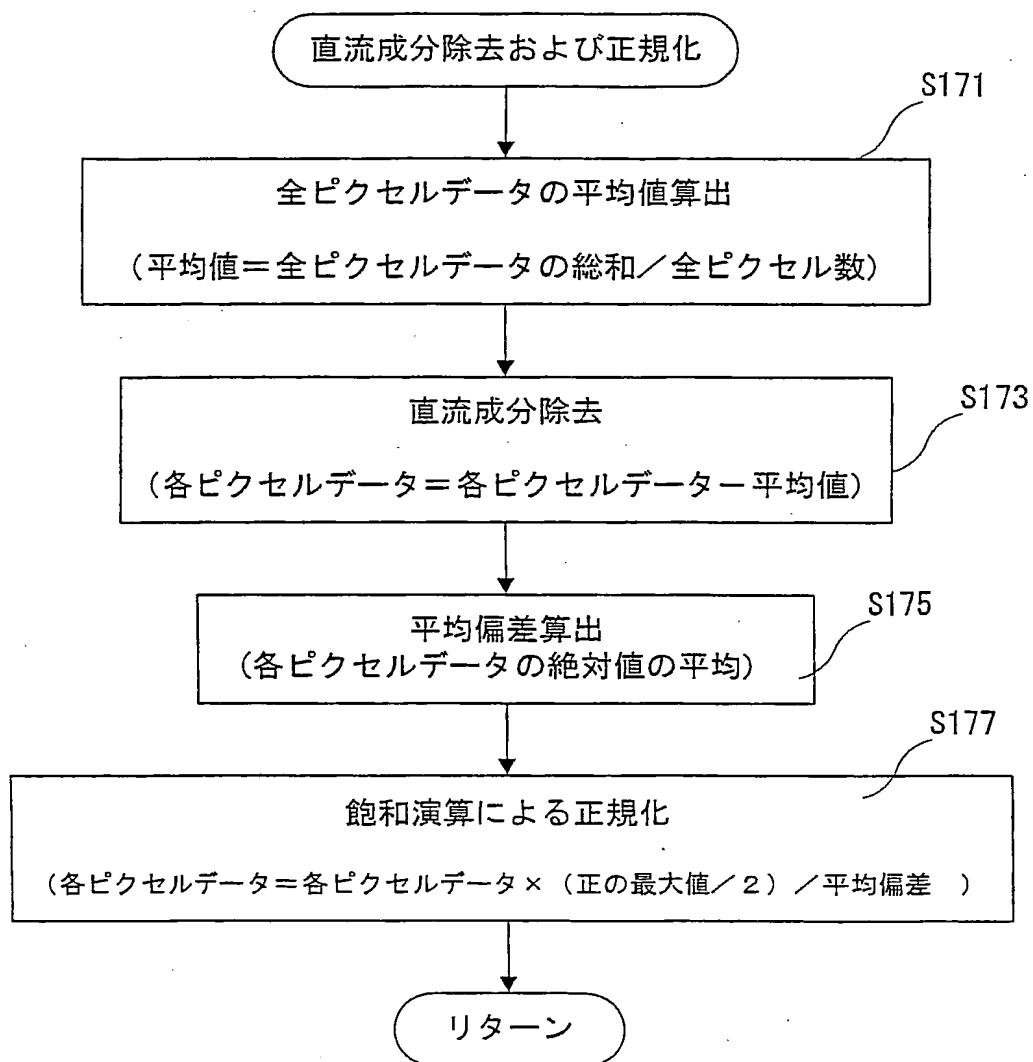 直流成分除去および正規化
S171
全ピクセルデータの平均値算出
(平均値=全ピクセルデータの総和/全ピクセル数)
S173
直流成分除去
(各ピクセルデータ=各ピクセルデーター平均値)
S175
平均偏差算出
(各ピクセルデータの絶対値の平均)
S177
飽和演算による正規化
(各ピクセルデータ=各ピクセルデータ×(正の最大値/2)/平均偏差 )
リターン